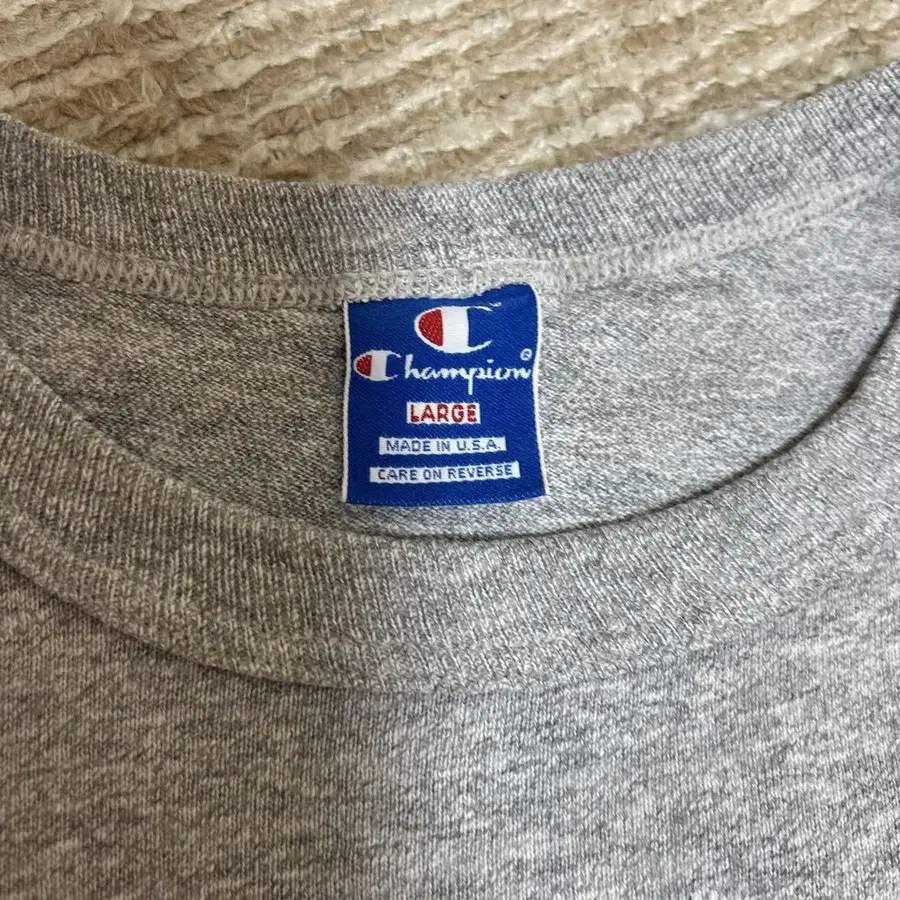 Champion®
LARGE
MADE IN U.S.A.
CARE ON REVERSE